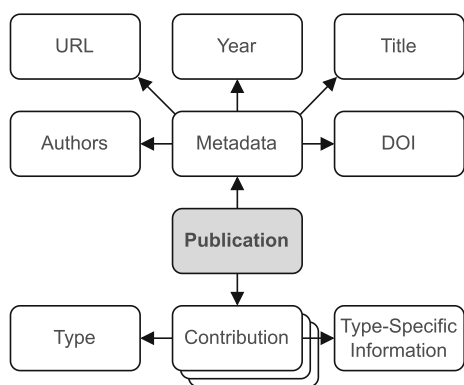 URL
Year
Title
Authors
Metadata
DOI
Publication
Type
Contribution
Type-Specific
Information